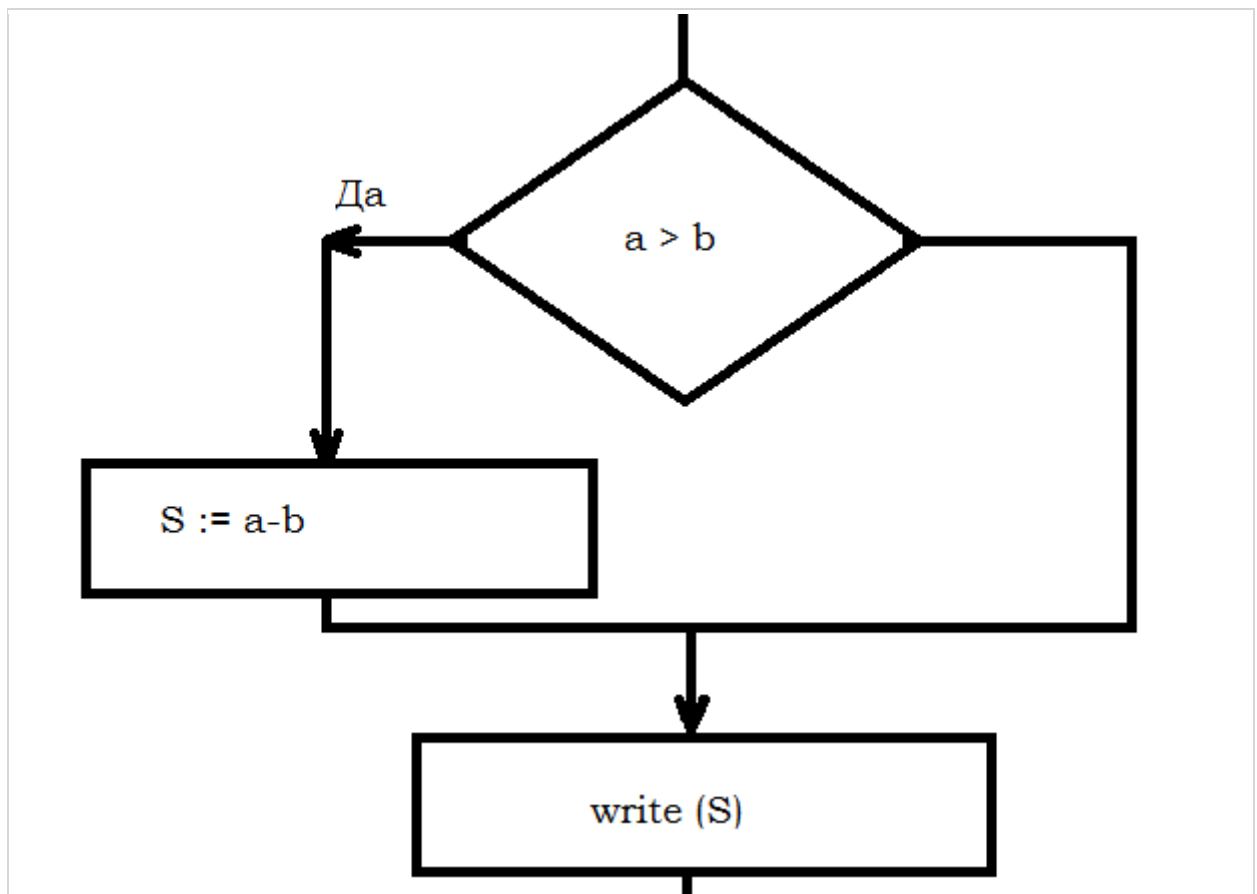 Да
a > b
S := a-b
write (S)